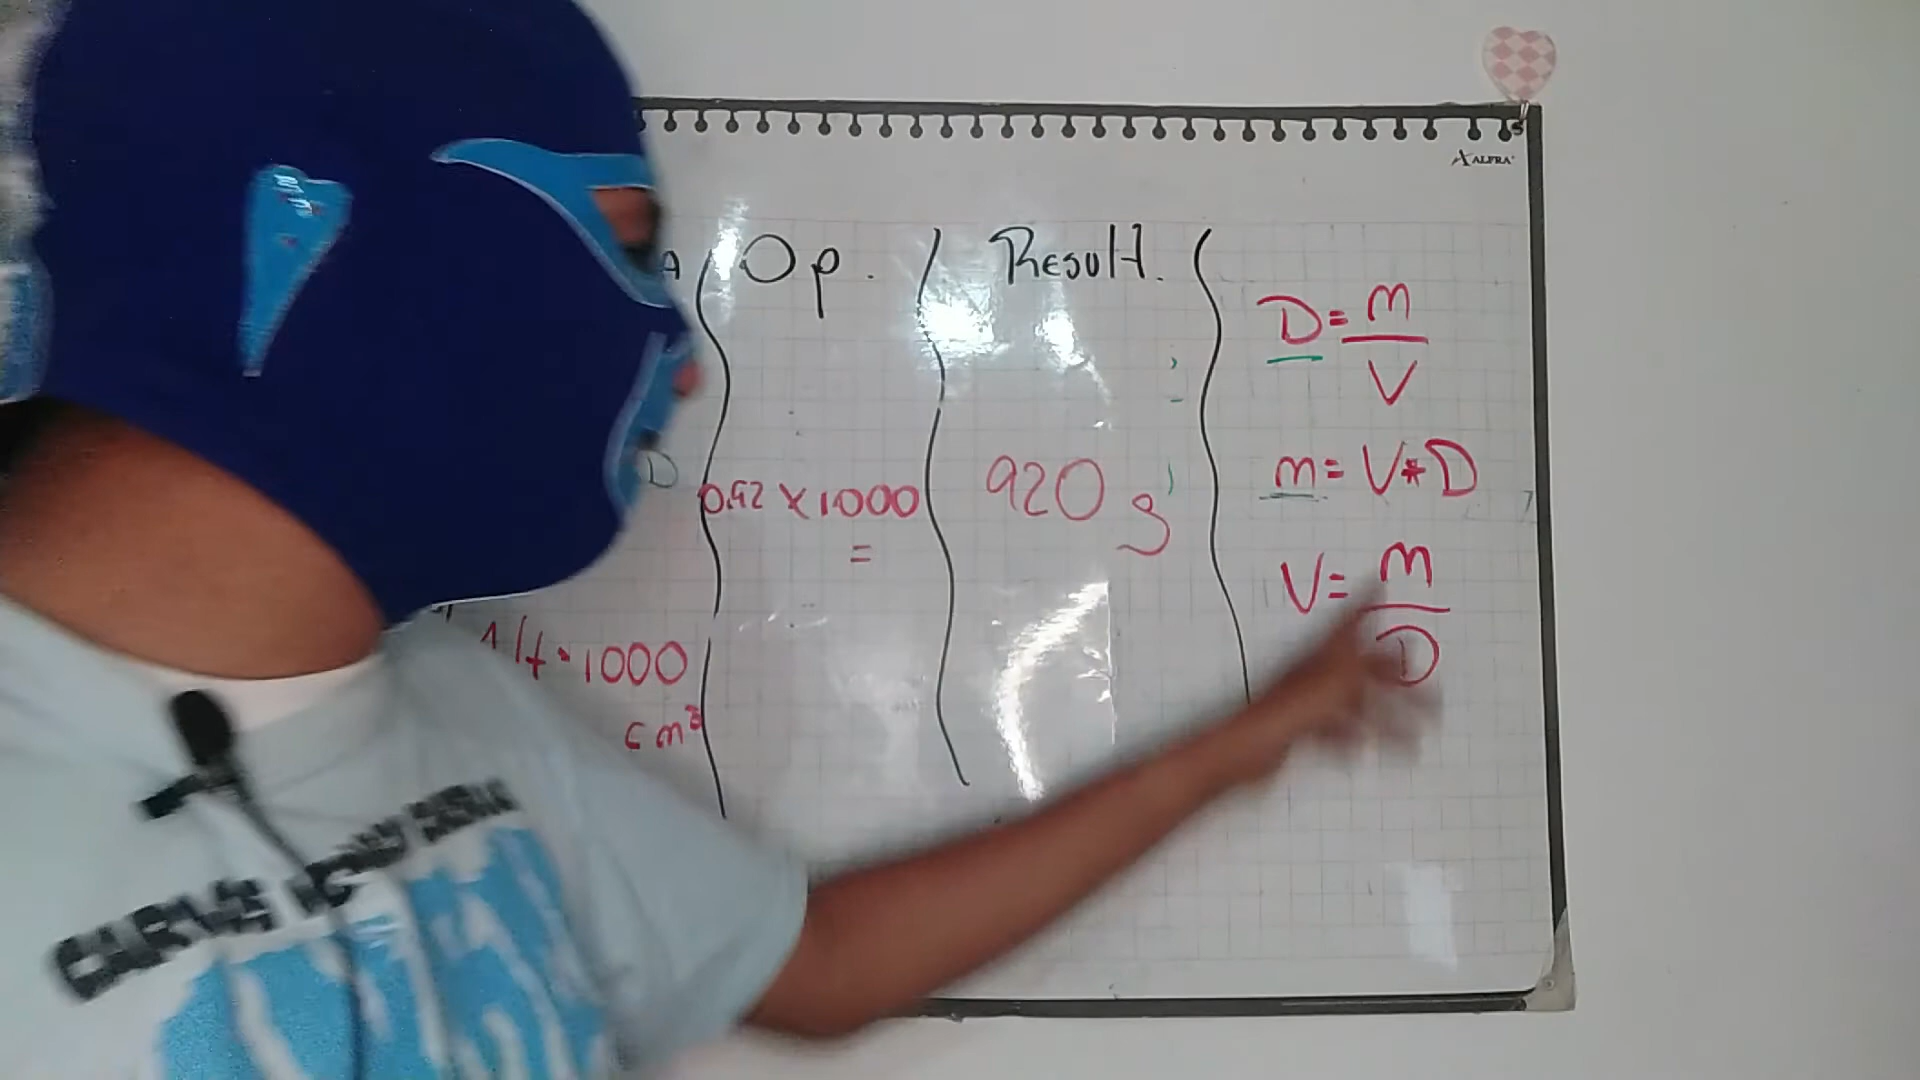 ALFRA
Op.
Result.
D = m / V
m = V * D
V = m / D
D
0.92 x 1000
=
920 g
1 lt · 1000
cm³